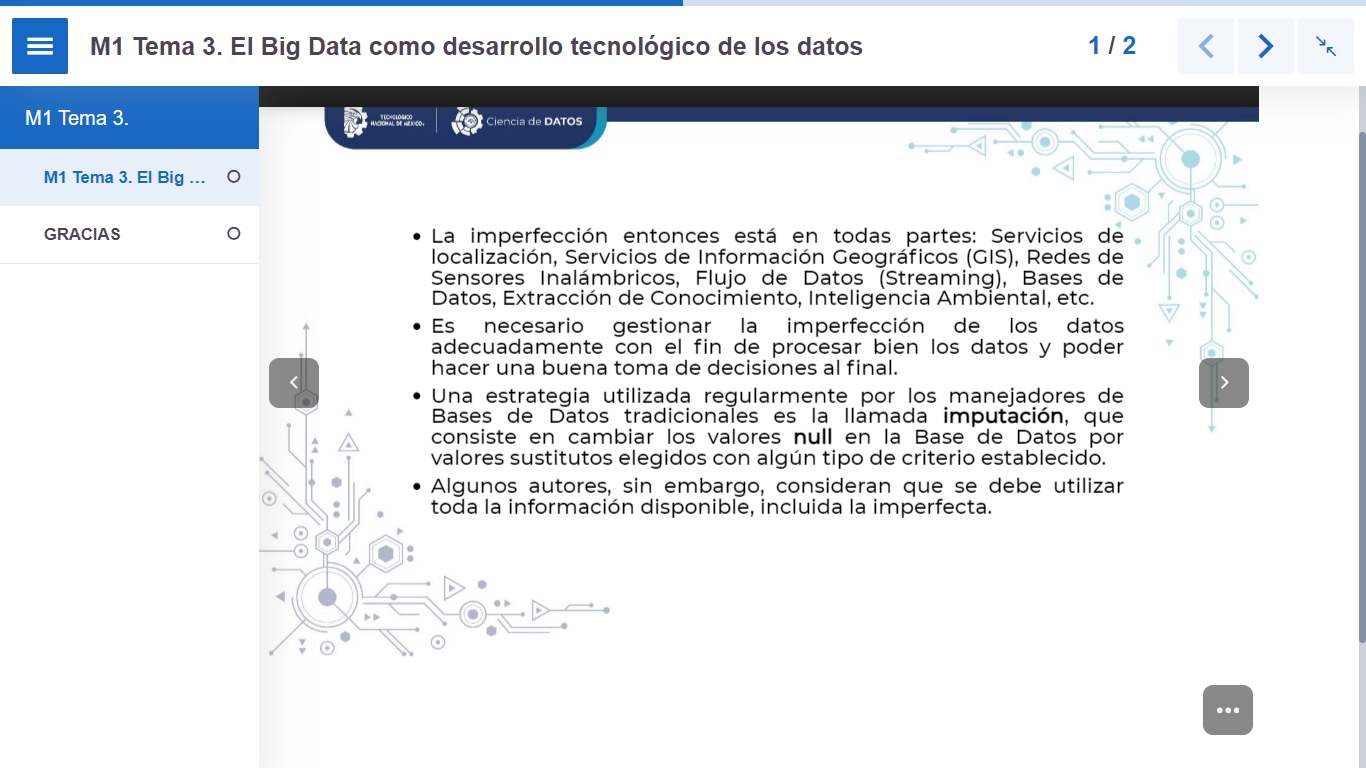 M1 Tema 3. El Big Data como desarrollo tecnológico de los datos
1 / 2
M1 Tema 3.
M1 Tema 3. El Big ...
GRACIAS
TECNOLÓGICO
NACIONAL DE MÉXICO
Ciencia de DATOS
• La imperfección entonces está en todas partes: Servicios de
localización, Servicios de Información Geográficos (GIS), Redes de
Sensores Inalámbricos, Flujo de Datos (Streaming), Bases de
Datos, Extracción de Conocimiento, Inteligencia Ambiental, etc.
• Es necesario gestionar la imperfección de los datos
adecuadamente con el fin de procesar bien los datos y poder
hacer una buena toma de decisiones al final.
• Una estrategia utilizada regularmente por los manejadores de
Bases de Datos tradicionales es la llamada imputación, que
consiste en cambiar los valores null en la Base de Datos por
valores sustitutos elegidos con algún tipo de criterio establecido.
• Algunos autores, sin embargo, consideran que se debe utilizar
toda la información disponible, incluida la imperfecta.